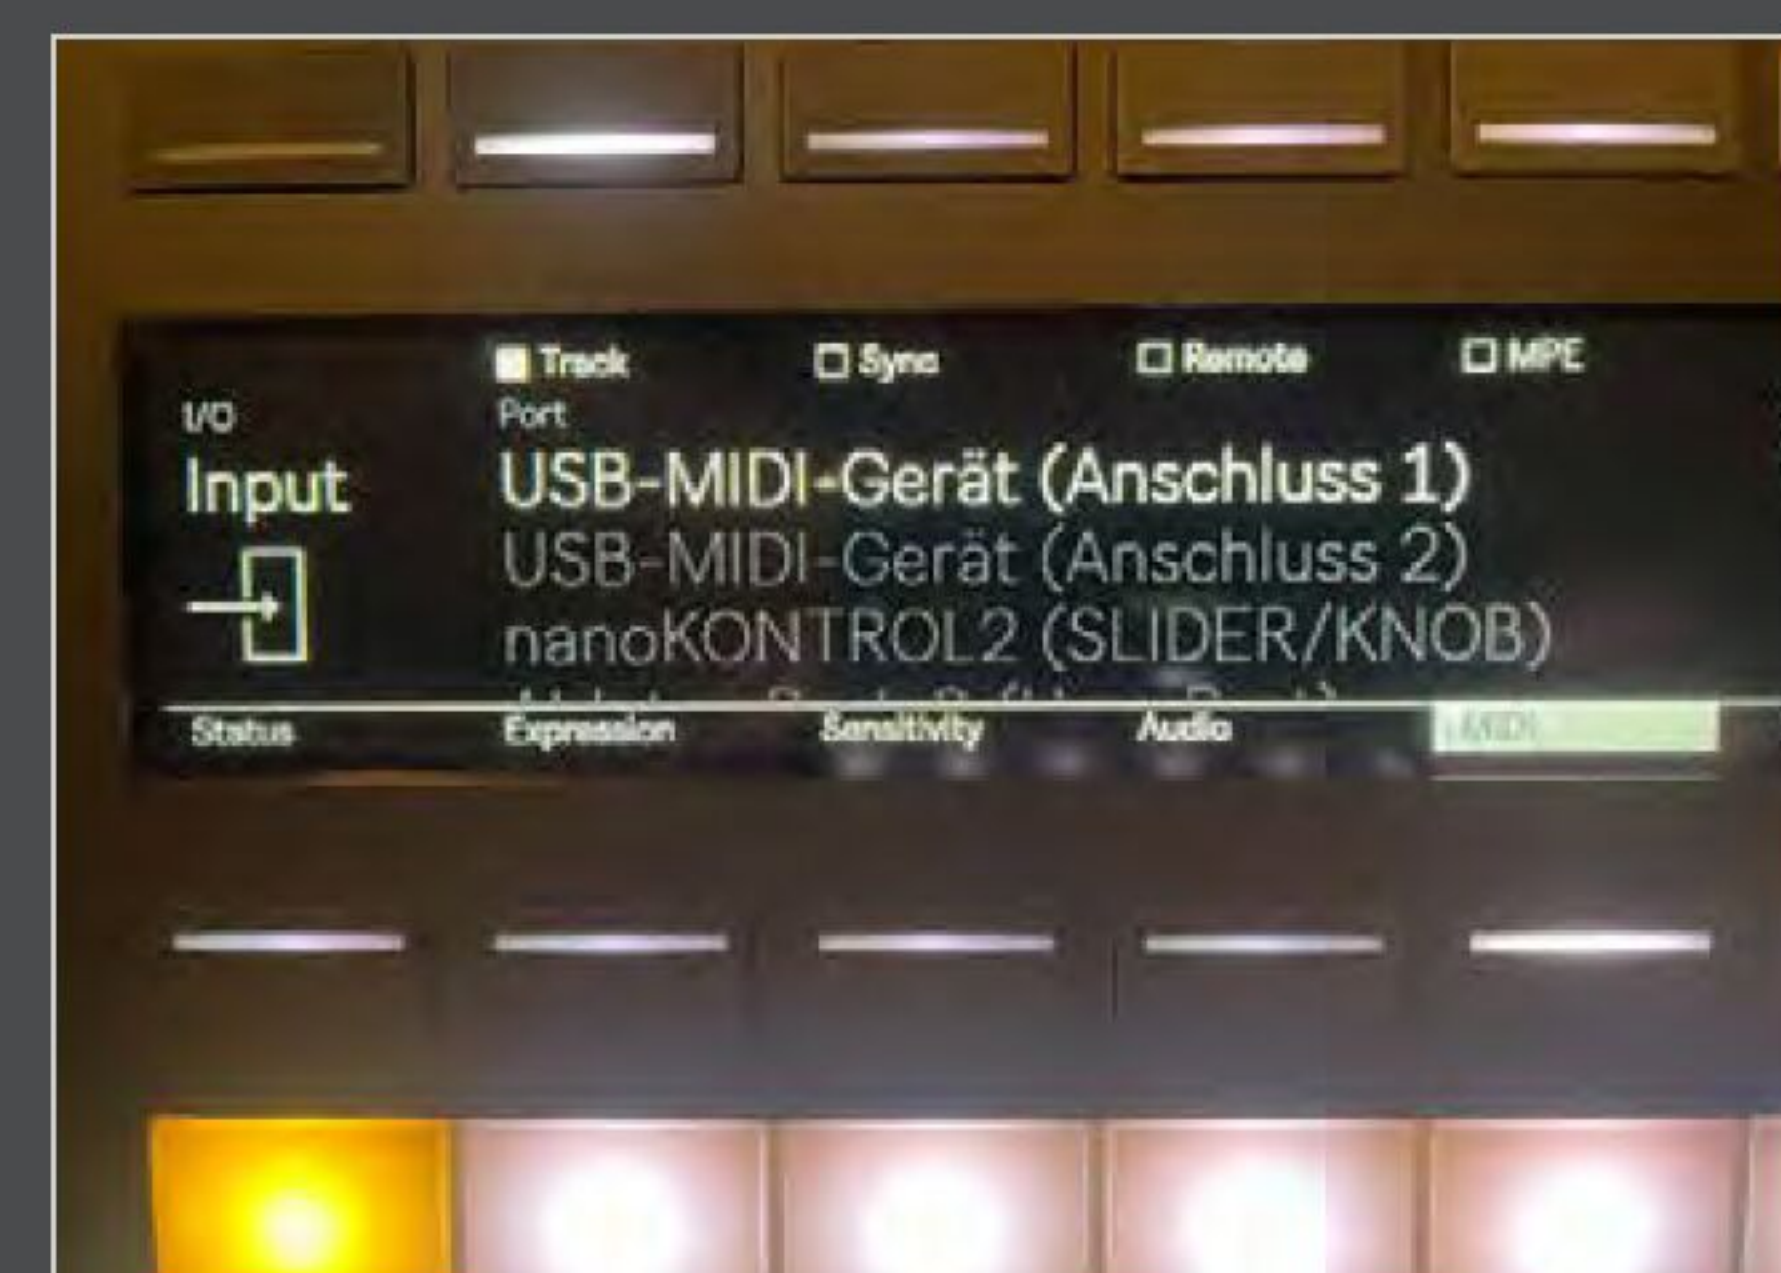 Track Sync Remote MPE
I/O
Port
Input
USB-MIDI-Gerät (Anschluss 1)
USB-MIDI-Gerät (Anschluss 2)
nanoKONTROL2 (SLIDER/KNOB)
Status Expression Sensitivity Audio MIDI